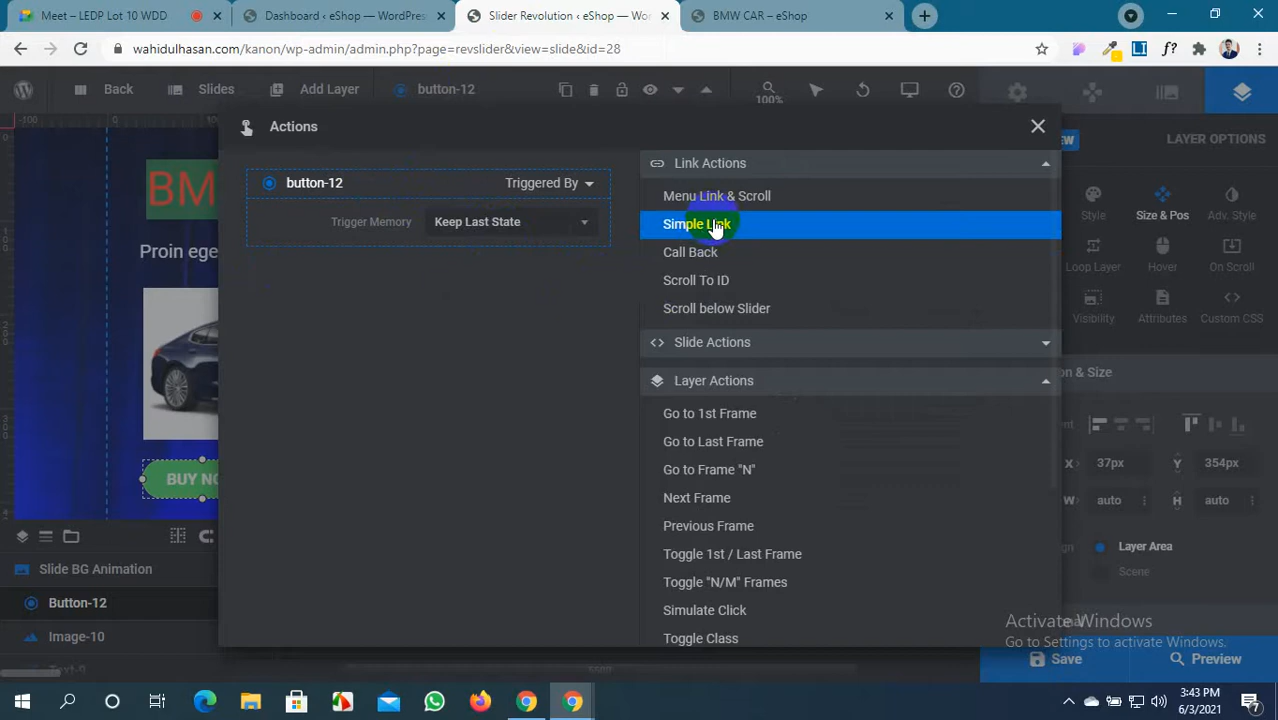 Meet – LEDP Lot 10 WDD
Dashboard ‹ eShop — WordPress
Slider Revolution ‹ eShop — Wor
BMW CAR – eShop
wahidulhasan.com/kanon/wp-admin/admin.php?page=revslider&view=slide&id=28
Back
Slides
Add Layer
button-12
100%
-100
0
Actions
LAYER OPTIONS
button-12
Triggered By
Trigger Memory
Keep Last State
Link Actions
Menu Link & Scroll
Simple Link
Call Back
Scroll To ID
Scroll below Slider
Slide Actions
Layer Actions
Go to 1st Frame
Go to Last Frame
Go to Frame "N"
Next Frame
Previous Frame
Toggle 1st / Last Frame
Toggle "N/M" Frames
Simulate Click
Toggle Class
Style
Size & Pos
Adv. Style
Loop Layer
Hover
On Scroll
Visibility
Attributes
Custom CSS
& Size
X
37px
Y
354px
W
auto
H
auto
Layer Area
Scene
BM
Proin ege
BUY NO
Slide BG Animation
Button-12
Image-10
Activate Windows
Go to Settings to activate Windows.
Save
Preview
3:43 PM
6/3/2021